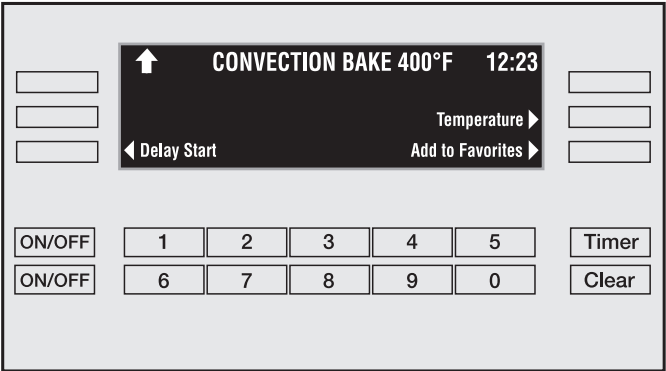 CONVECTION BAKE 400°F 12:23
Temperature
Delay Start Add to Favorites
ON/OFF 1 2 3 4 5 Timer
ON/OFF 6 7 8 9 0 Clear